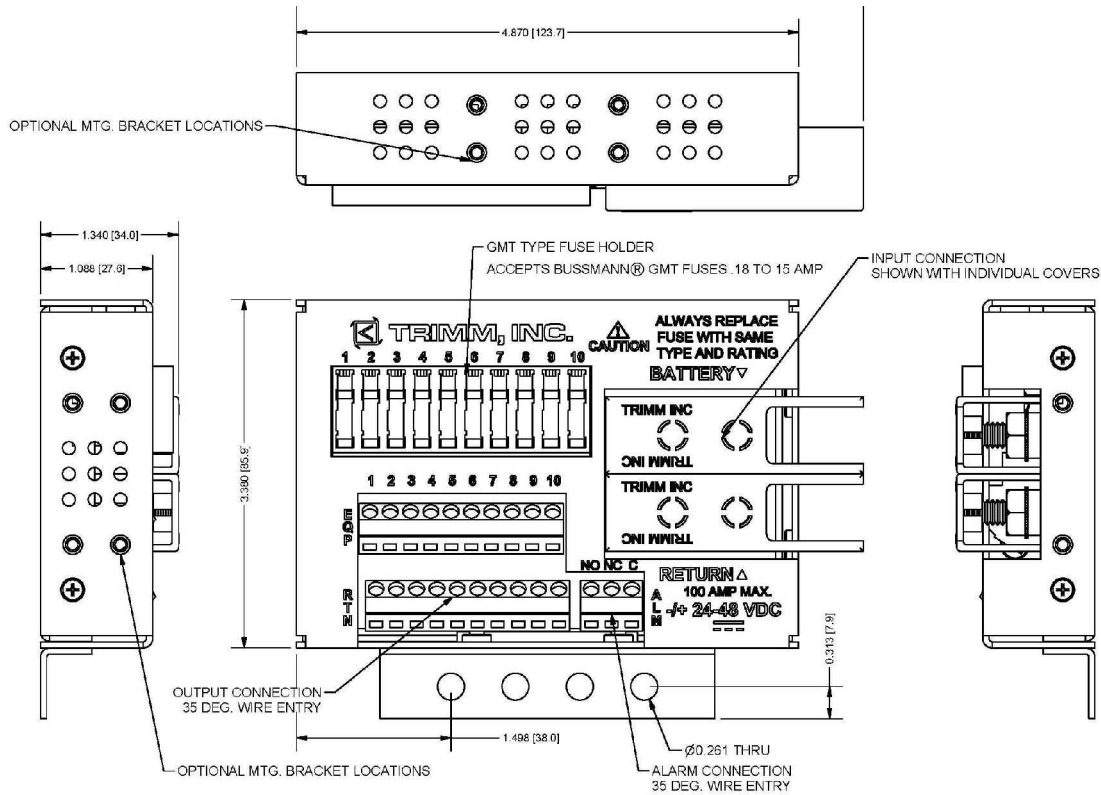 4.870 [123.7]
OPTIONAL MTG. BRACKET LOCATIONS
1.340 [34.0]
1.088 [27.6]
GMT TYPE FUSE HOLDER
ACCEPTS BUSSMANN® GMT FUSES .18 TO 15 AMP
INPUT CONNECTION
SHOWN WITH INDIVIDUAL COVERS
TRIMM, INC.
CAUTION
ALWAYS REPLACE
FUSE WITH SAME
TYPE AND RATING
BATTERY
1 2 3 4 5 6 7 8 9 10
TRIMM INC
TRIMM INC
TRIMM INC
TRIMM INC
3.380 [85.9]
1 2 3 4 5 6 7 8 9 10
EQP
NO NC C
RTN
ALM
RETURN
100 AMP MAX.
-/+ 24-48 VDC
0.313 [7.9]
OUTPUT CONNECTION
35 DEG. WIRE ENTRY
1.498 [38.0]
Ø0.261 THRU
OPTIONAL MTG. BRACKET LOCATIONS
ALARM CONNECTION
35 DEG. WIRE ENTRY